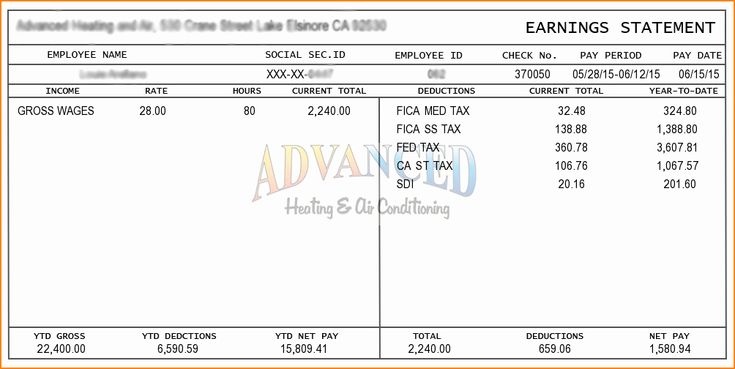 Advanced Heating and Air, 530 Crane Street Lake Elsinore CA 92530
EARNINGS STATEMENT
EMPLOYEE NAME SOCIAL SEC.ID EMPLOYEE ID CHECK No. PAY PERIOD PAY DATE
XXX-XX- 370050 05/28/15-06/12/15 06/15/15
INCOME RATE HOURS CURRENT TOTAL DEDUCTIONS CURRENT TOTAL YEAR-TO-DATE
GROSS WAGES 28.00 80 2,240.00 FICA MED TAX 32.48 324.80
FICA SS TAX 138.88 1,388.80
FED TAX 360.78 3,607.81
CA ST TAX 106.76 1,067.57
SDI 20.16 201.60
ADVANCED
Heating & Air Conditioning
YTD GROSS YTD DEDCTIONS YTD NET PAY TOTAL DEDUCTIONS NET PAY
22,400.00 6,590.59 15,809.41 2,240.00 659.06 1,580.94